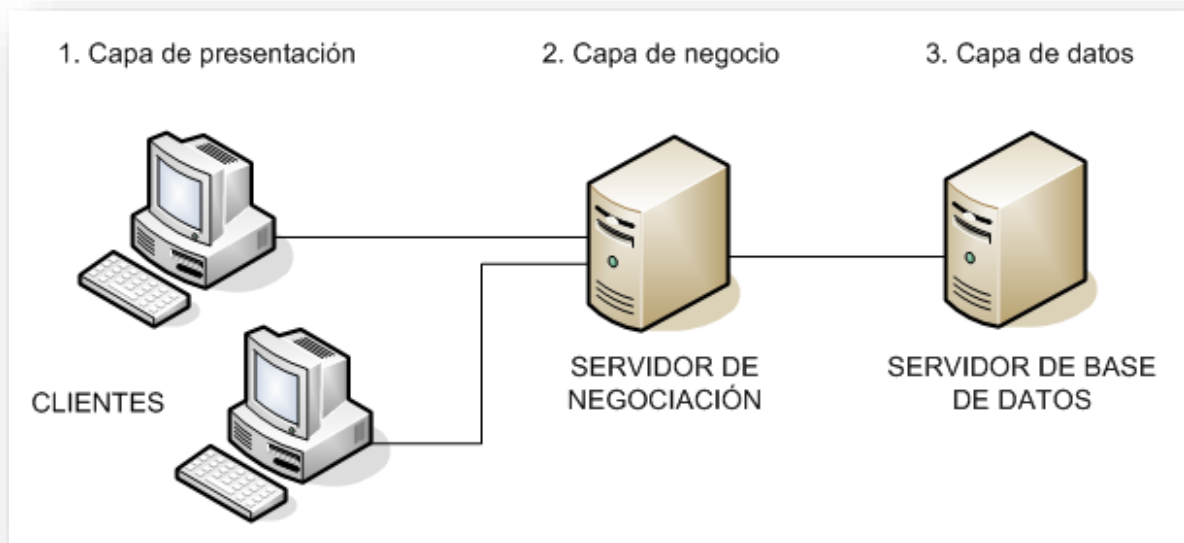 1. Capa de presentación
2. Capa de negocio
3. Capa de datos
CLIENTES
SERVIDOR DE
NEGOCIACIÓN
SERVIDOR DE BASE
DE DATOS